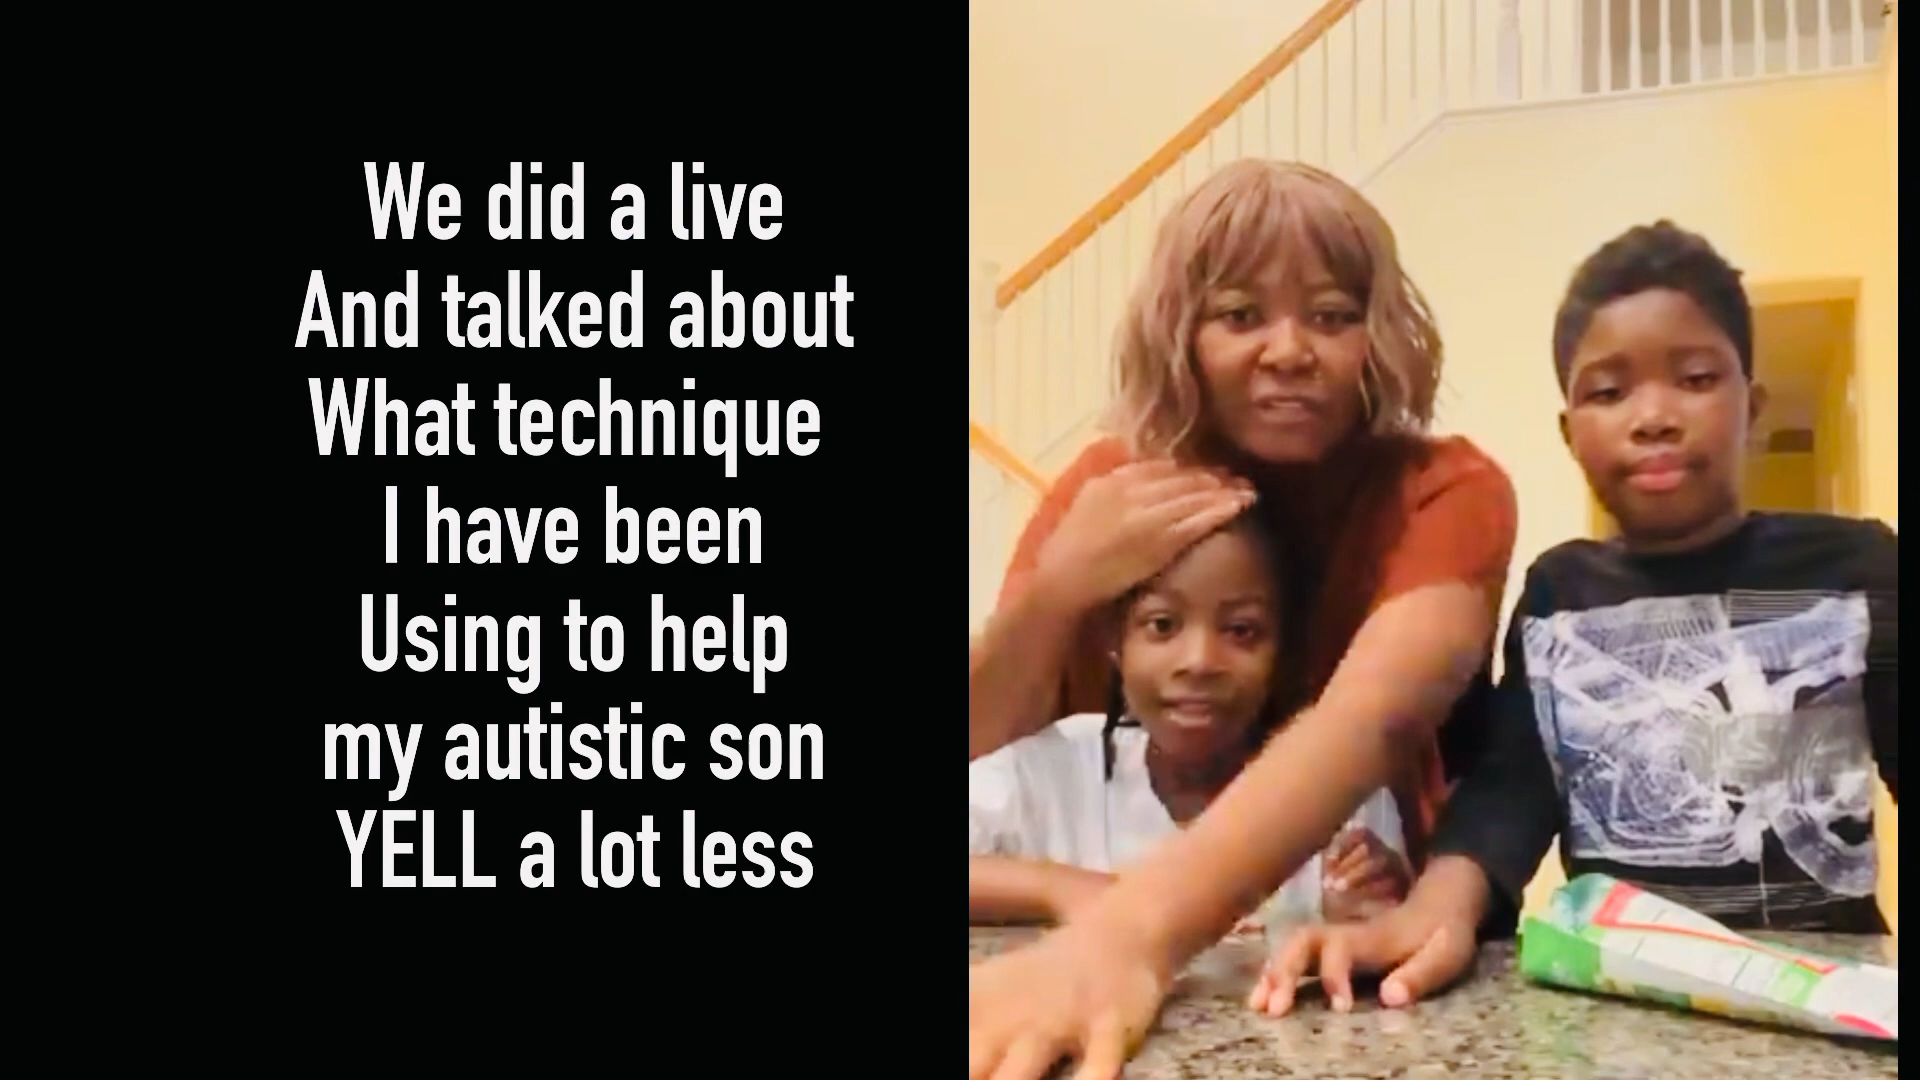 We did a live
And talked about
What technique
I have been
Using to help
my autistic son
YELL a lot less